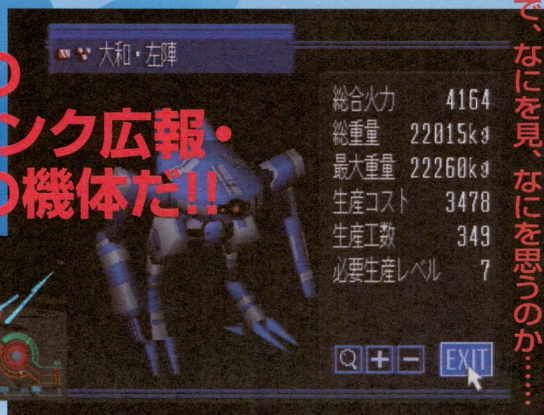 で、なにを見、なにを思うのか……
ンク広報・
機体だ!!
大和・左陣
総合火力 4164
総重量 22015kg
最大重量 22260kg
生産コスト 3478
生産工数 349
必要生産レベル 7
EXIT